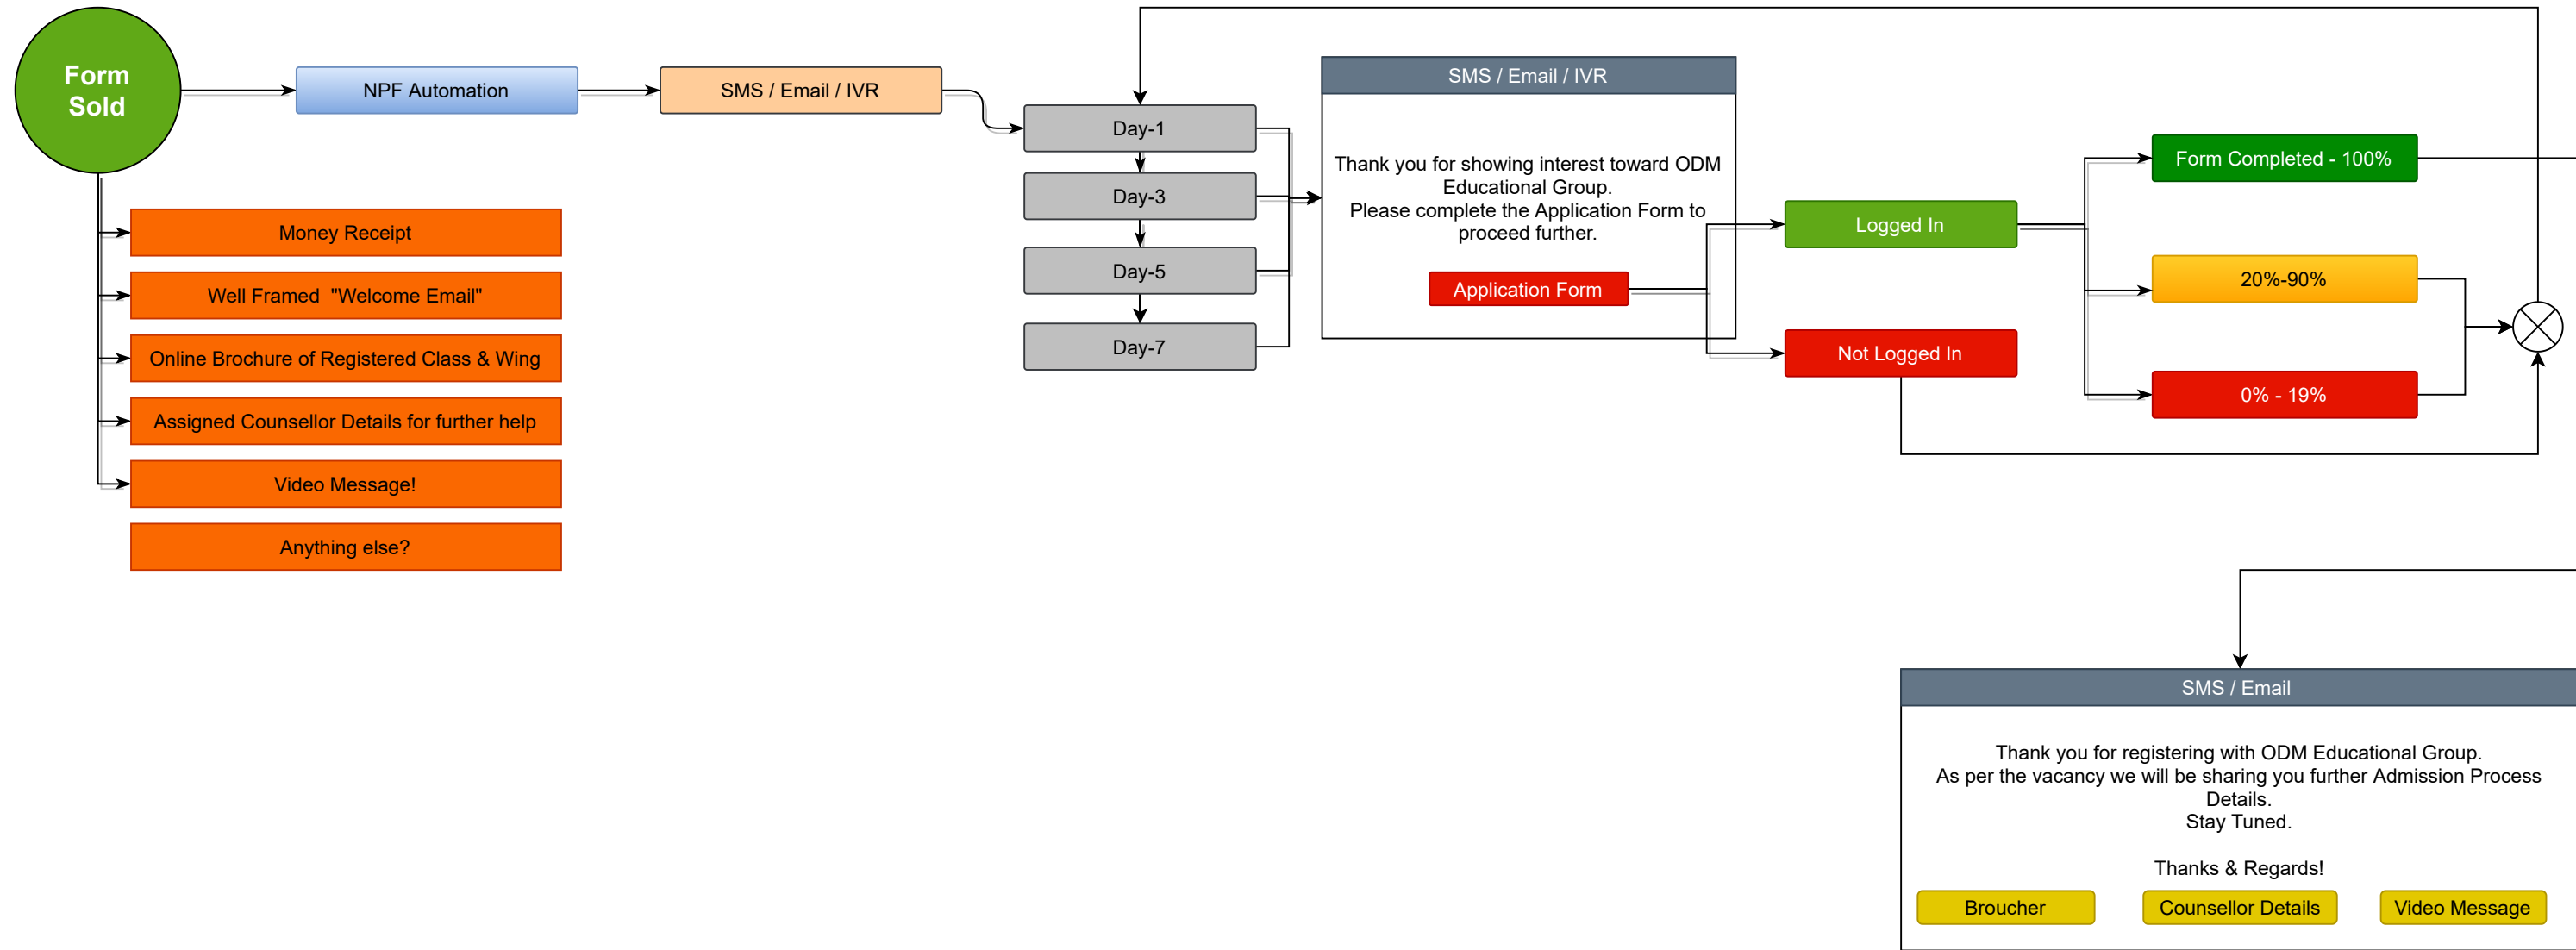 Form
Sold
NPF Automation
SMS / Email / IVR
Money Receipt
Well Framed  "Welcome Email"
Online Brochure of Registered Class & Wing
Assigned Counsellor Details for further help
Video Message!
Anything else?
Day-1
Day-3
Day-5
Day-7
SMS / Email / IVR
Thank you for showing interest toward ODM
Educational Group.
Please complete the Application Form to
proceed further.
Application Form
Logged In
Not Logged In
Form Completed - 100%
20%-90%
0% - 19%
SMS / Email
Thank you for registering with ODM Educational Group.
As per the vacancy we will be sharing you further Admission Process
Details.
Stay Tuned.
Thanks & Regards!
Broucher
Counsellor Details
Video Message